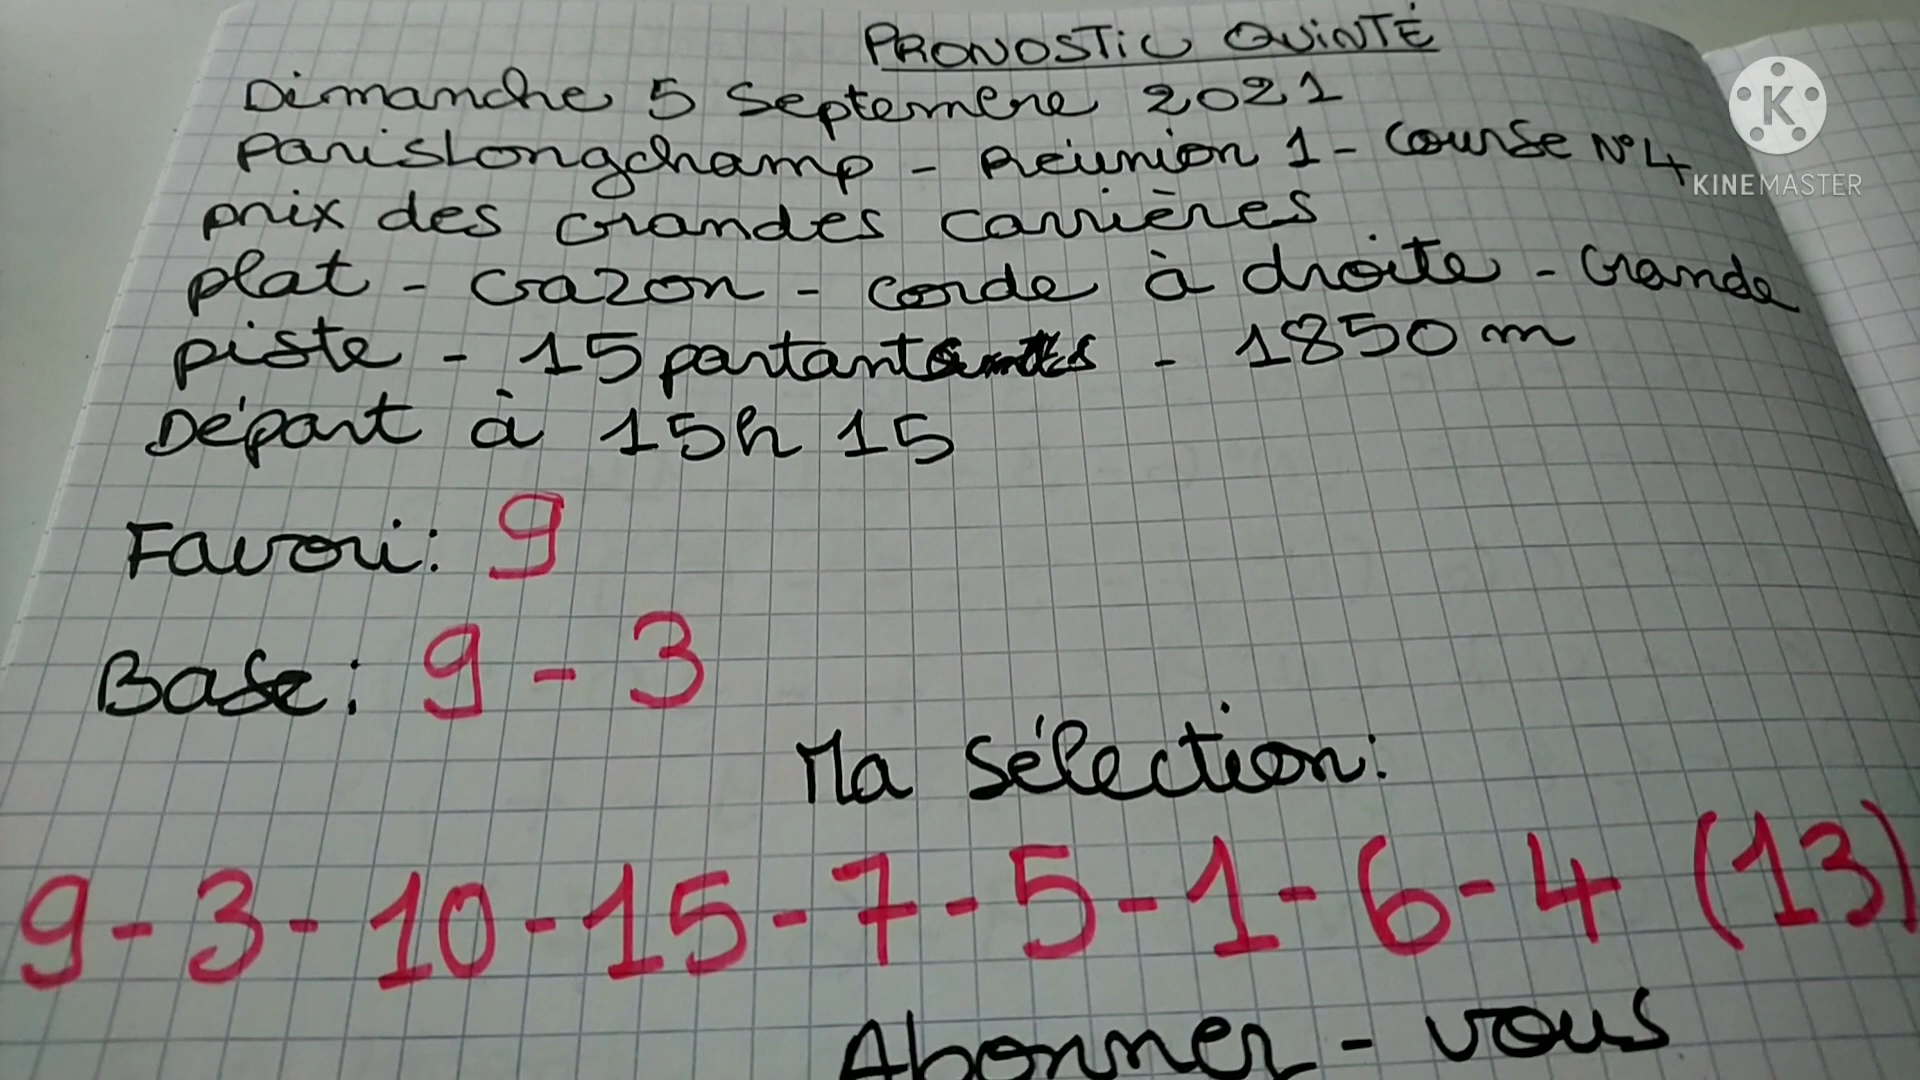 PRONOSTIC QUINTÉ
Dimanche 5 Septembre 2021
ParisLongchamp - Réunion 1 - Course N°4
prix des Grandes Carrières
plat - Gazon - corde à droite - Grande
piste - 15 partants - 1850 m
Départ à 15h 15
Favori: 9
Base: 9 - 3
Ma Sélection:
9 - 3 - 10 - 15 - 7 - 5 - 1 - 6 - 4 (13)
Abonner - vous
K
KINEMASTER